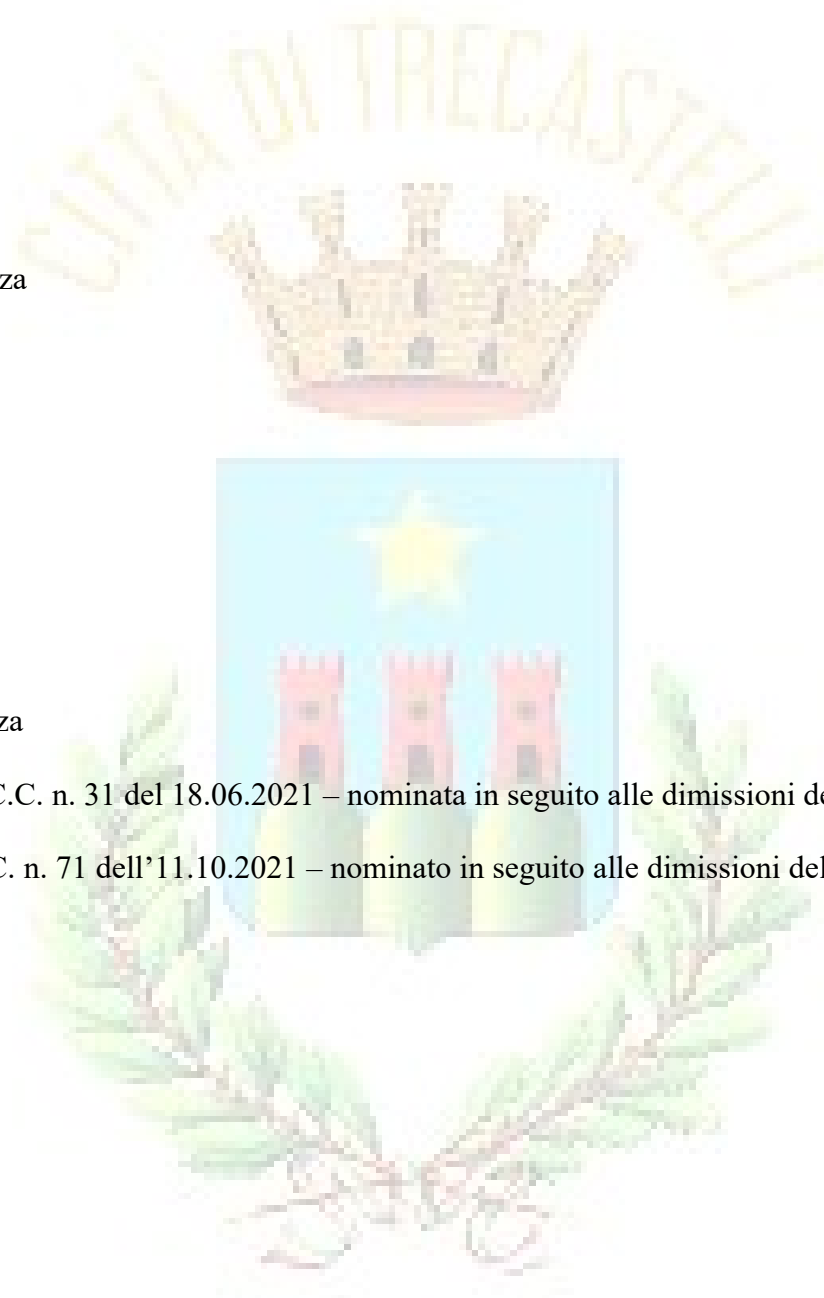 CITTÀ DI TRECASTELLI
za
za
C.C. n. 31 del 18.06.2021 – nominata in seguito alle dimissioni de
C. n. 71 dell’11.10.2021 – nominato in seguito alle dimissioni del